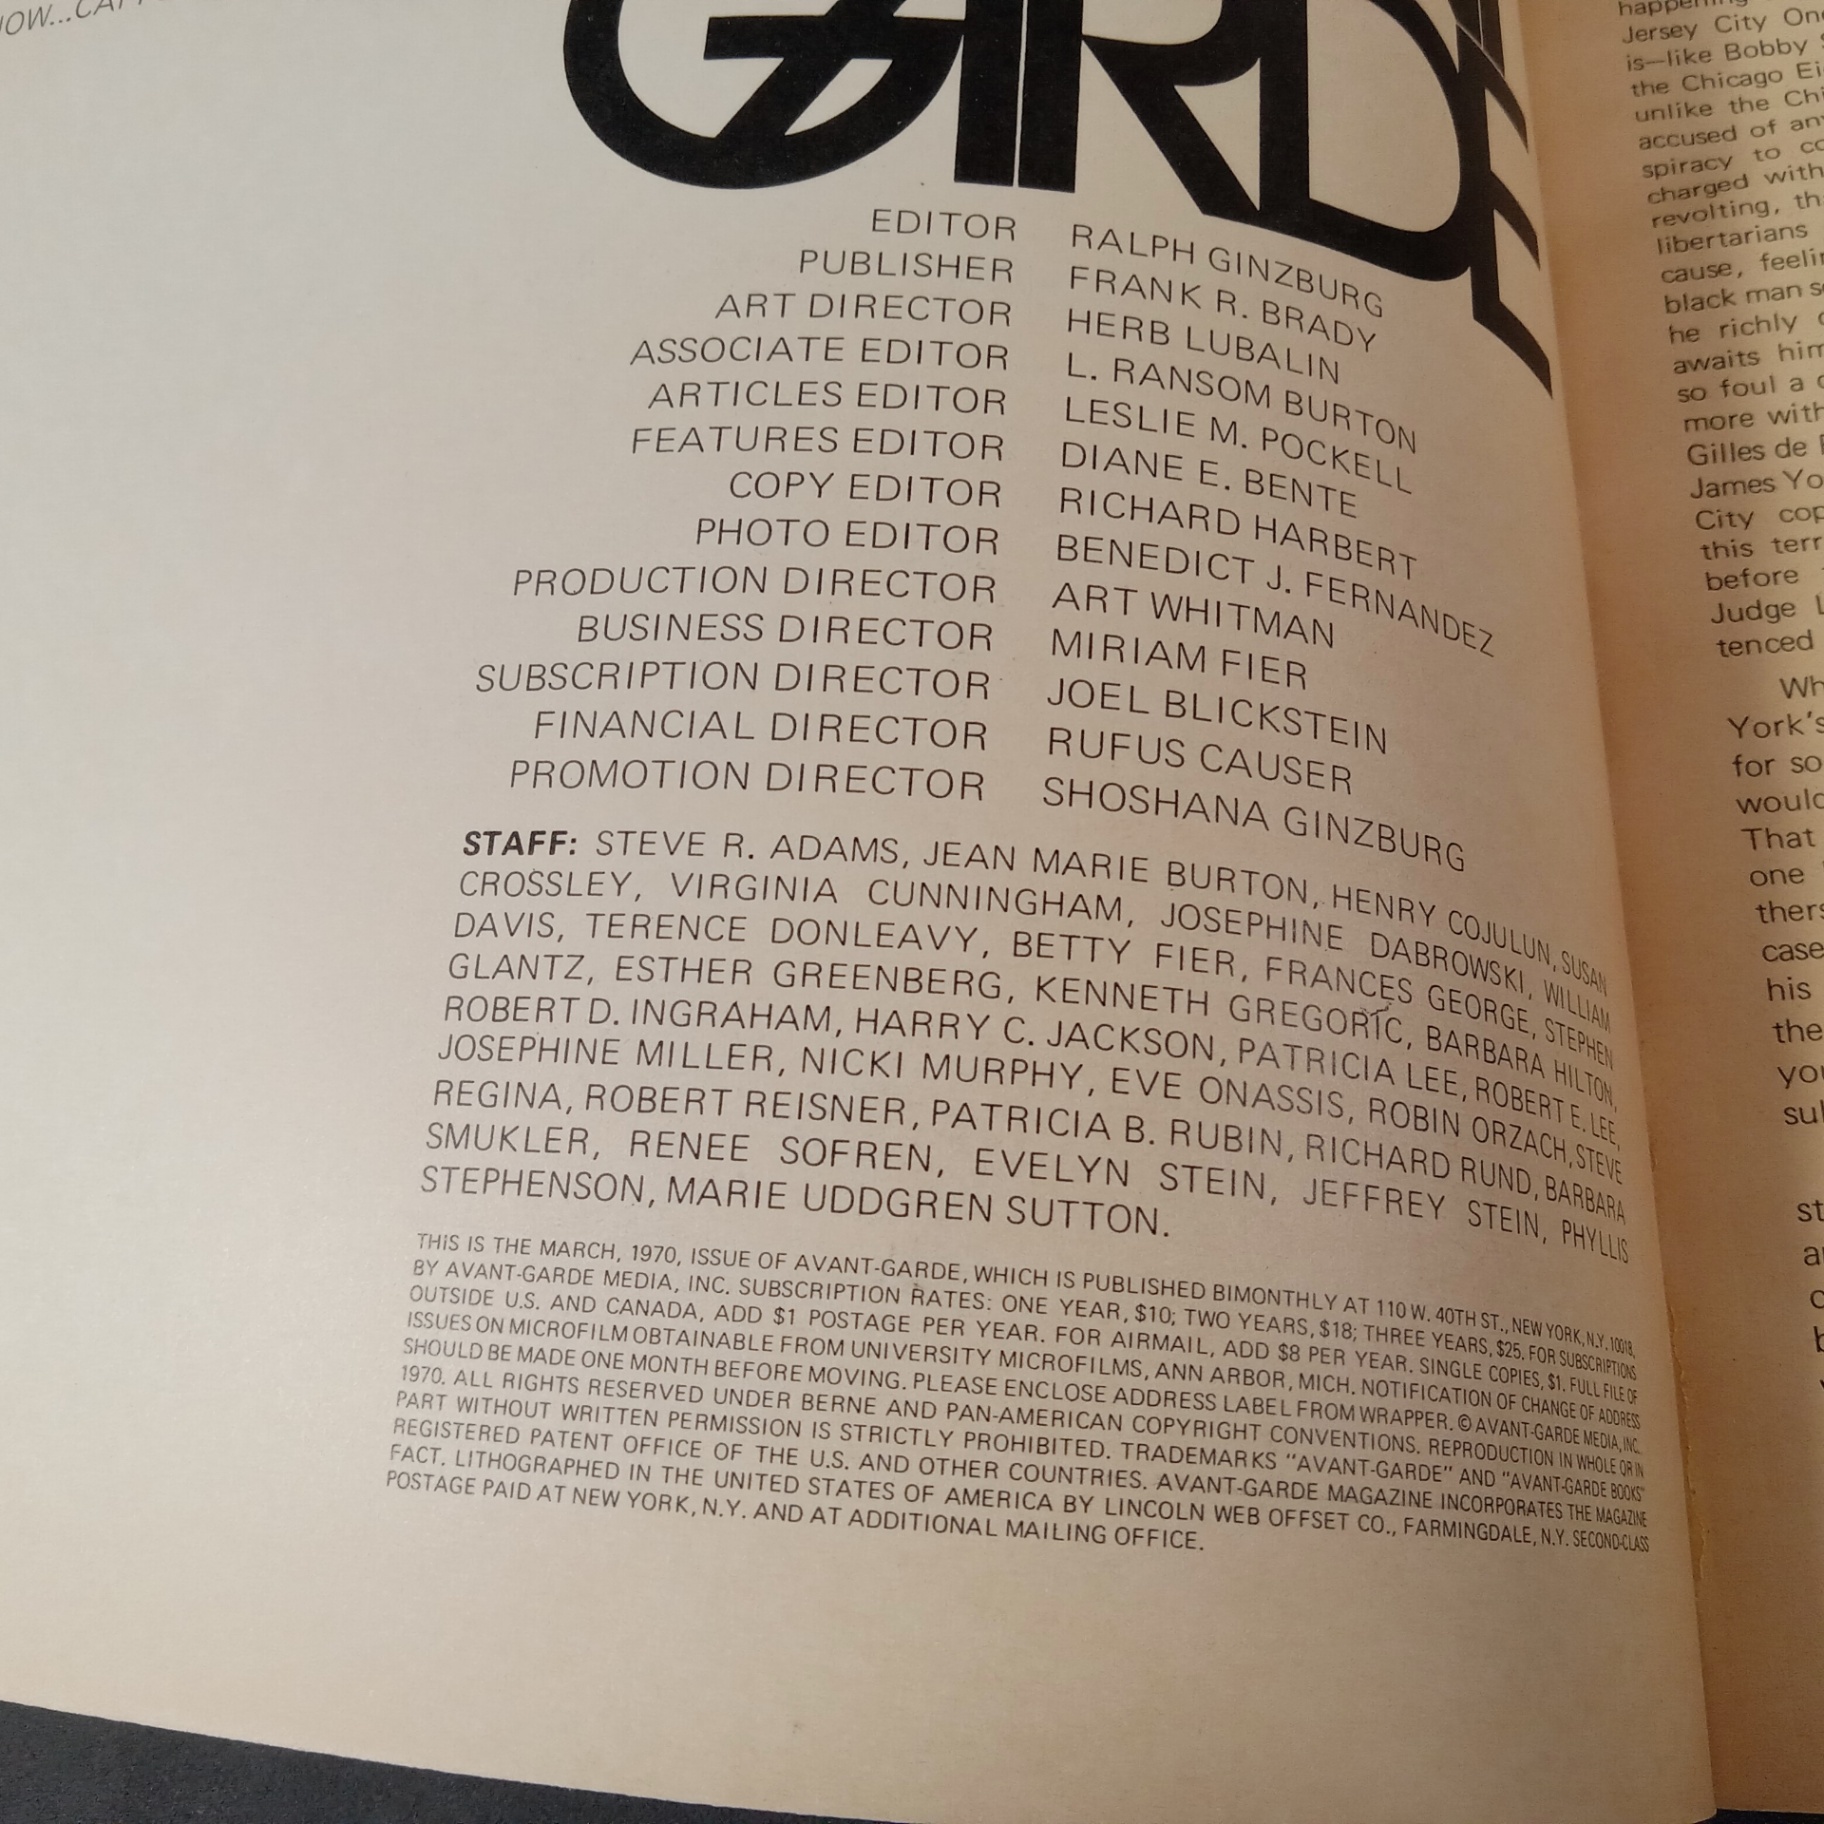 GARDE
EDITOR RALPH GINZBURG
PUBLISHER FRANK R. BRADY
ART DIRECTOR HERB LUBALIN
ASSOCIATE EDITOR L. RANSOM BURTON
ARTICLES EDITOR LESLIE M. POCKELL
FEATURES EDITOR DIANE E. BENTE
COPY EDITOR RICHARD HARBERT
PHOTO EDITOR BENEDICT J. FERNANDEZ
PRODUCTION DIRECTOR ART WHITMAN
BUSINESS DIRECTOR MIRIAM FIER
SUBSCRIPTION DIRECTOR JOEL BLICKSTEIN
FINANCIAL DIRECTOR RUFUS CAUSER
PROMOTION DIRECTOR SHOSHANA GINZBURG
STAFF: STEVE R. ADAMS, JEAN MARIE BURTON, HENRY COJULUN, SUSAN
CROSSLEY, VIRGINIA CUNNINGHAM, JOSEPHINE DABROWSKI, WILLIAM
DAVIS, TERENCE DONLEAVY, BETTY FIER, FRANCES GEORGE, STEPHEN
GLANTZ, ESTHER GREENBERG, KENNETH GREGORIC, BARBARA HILTON,
ROBERT D. INGRAHAM, HARRY C. JACKSON, PATRICIA LEE, ROBERT E. LEE,
JOSEPHINE MILLER, NICKI MURPHY, EVE ONASSIS, ROBIN ORZACH, STEVE
REGINA, ROBERT REISNER, PATRICIA B. RUBIN, RICHARD RUND, BARBARA
SMUKLER, RENEE SOFREN, EVELYN STEIN, JEFFREY STEIN, PHYLLIS
STEPHENSON, MARIE UDDGREN SUTTON.
THIS IS THE MARCH, 1970, ISSUE OF AVANT-GARDE, WHICH IS PUBLISHED BIMONTHLY AT 110 W. 40TH ST., NEW YORK, N.Y. 10018,
BY AVANT-GARDE MEDIA, INC. SUBSCRIPTION RATES: ONE YEAR, $10; TWO YEARS, $18; THREE YEARS, $25. FOR SUBSCRIPTIONS
OUTSIDE U.S. AND CANADA, ADD $1 POSTAGE PER YEAR. FOR AIRMAIL, ADD $8 PER YEAR. SINGLE COPIES, $1. FULL FILE OF
ISSUES ON MICROFILM OBTAINABLE FROM UNIVERSITY MICROFILMS, ANN ARBOR, MICH. NOTIFICATION OF CHANGE OF ADDRESS
SHOULD BE MADE ONE MONTH BEFORE MOVING. PLEASE ENCLOSE ADDRESS LABEL FROM WRAPPER. © AVANT-GARDE MEDIA, INC.
1970. ALL RIGHTS RESERVED UNDER BERNE AND PAN-AMERICAN COPYRIGHT CONVENTIONS. REPRODUCTION IN WHOLE OR IN
PART WITHOUT WRITTEN PERMISSION IS STRICTLY PROHIBITED. TRADEMARKS "AVANT-GARDE" AND "AVANT-GARDE BOOKS"
REGISTERED PATENT OFFICE OF THE U.S. AND OTHER COUNTRIES. AVANT-GARDE MAGAZINE INCORPORATES THE MAGAZINE
FACT. LITHOGRAPHED IN THE UNITED STATES OF AMERICA BY LINCOLN WEB OFFSET CO., FARMINGDALE, N.Y. SECOND-CLASS
POSTAGE PAID AT NEW YORK, N.Y. AND AT ADDITIONAL MAILING OFFICE.
happening
Jersey City
is—like Bobby
the Chicago
unlike the
accused of
spiracy to
charged with
revolting,
libertarians
cause,
black man
he richly
awaits him
so foul a
more with
Gilles de
James
City
this
before
Judge
tenced
York's
for so
would
That
one
case
his
the